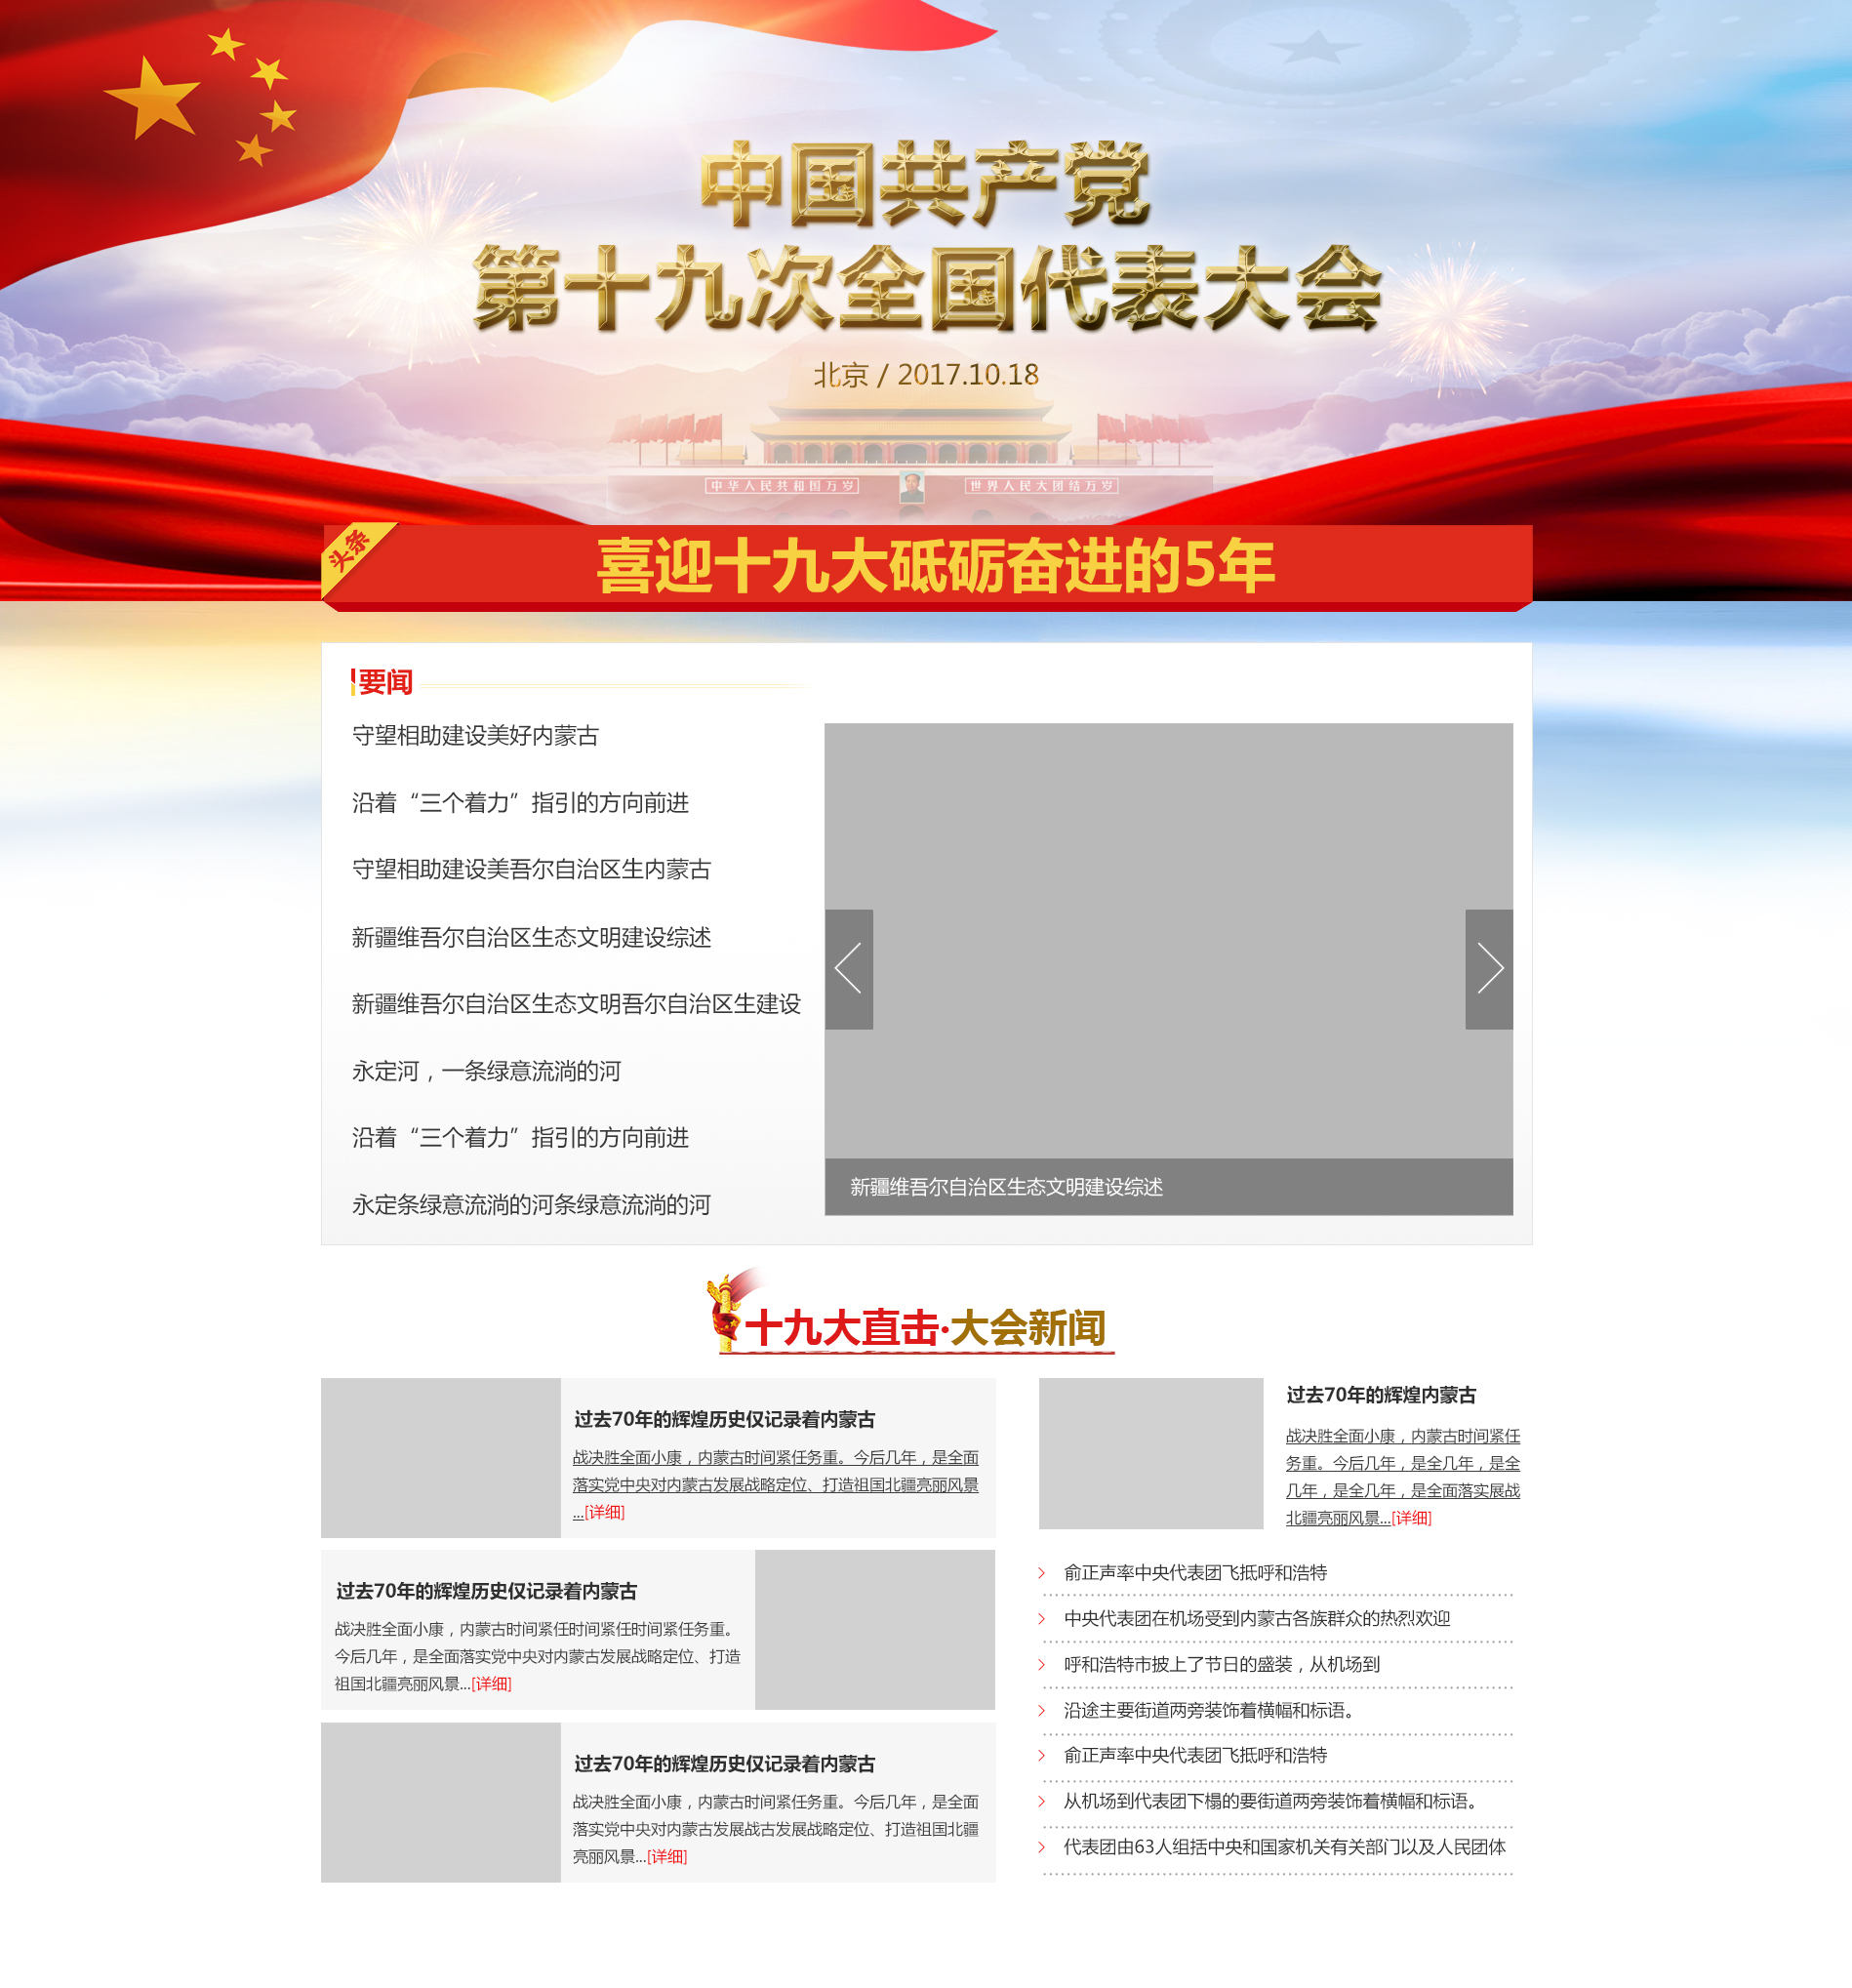 中国共产党
第十九次全国代表大会
北京 / 2017.10.18
中华人民共和国万岁
世界人民大团结万岁
头条
喜迎十九大砥砺奋进的5年
要闻
守望相助建设美好内蒙古
沿着“三个着力”指引的方向前进
守望相助建设美吾尔自治区生内蒙古
新疆维吾尔自治区生态文明建设综述
新疆维吾尔自治区生态文明吾尔自治区生建设
永定河，一条绿意流淌的河
沿着“三个着力”指引的方向前进
永定条绿意流淌的河条绿意流淌的河
新疆维吾尔自治区生态文明建设综述
十九大直击·大会新闻
过去70年的辉煌历史仅记录着内蒙古
战决胜全面小康，内蒙古时间紧任务重。今后几年，是全面
落实党中央对内蒙古发展战略定位、打造祖国北疆亮丽风景
...[详细]
过去70年的辉煌历史仅记录着内蒙古
战决胜全面小康，内蒙古时间紧任时间紧任时间紧任务重。
今后几年，是全面落实党中央对内蒙古发展战略定位、打造
祖国北疆亮丽风景...[详细]
过去70年的辉煌历史仅记录着内蒙古
战决胜全面小康，内蒙古时间紧任务重。今后几年，是全面
落实党中央对内蒙古发展战古发展战略定位、打造祖国北疆
亮丽风景...[详细]
过去70年的辉煌内蒙古
战决胜全面小康，内蒙古时间紧任
务重。今后几年，是全几年，是全
几年，是全几年，是全面落实展战
北疆亮丽风景...[详细]
俞正声率中央代表团飞抵呼和浩特
中央代表团在机场受到内蒙古各族群众的热烈欢迎
呼和浩特市披上了节日的盛装，从机场到
沿途主要街道两旁装饰着横幅和标语。
俞正声率中央代表团飞抵呼和浩特
从机场到代表团下榻的要街道两旁装饰着横幅和标语。
代表团由63人组括中央和国家机关有关部门以及人民团体